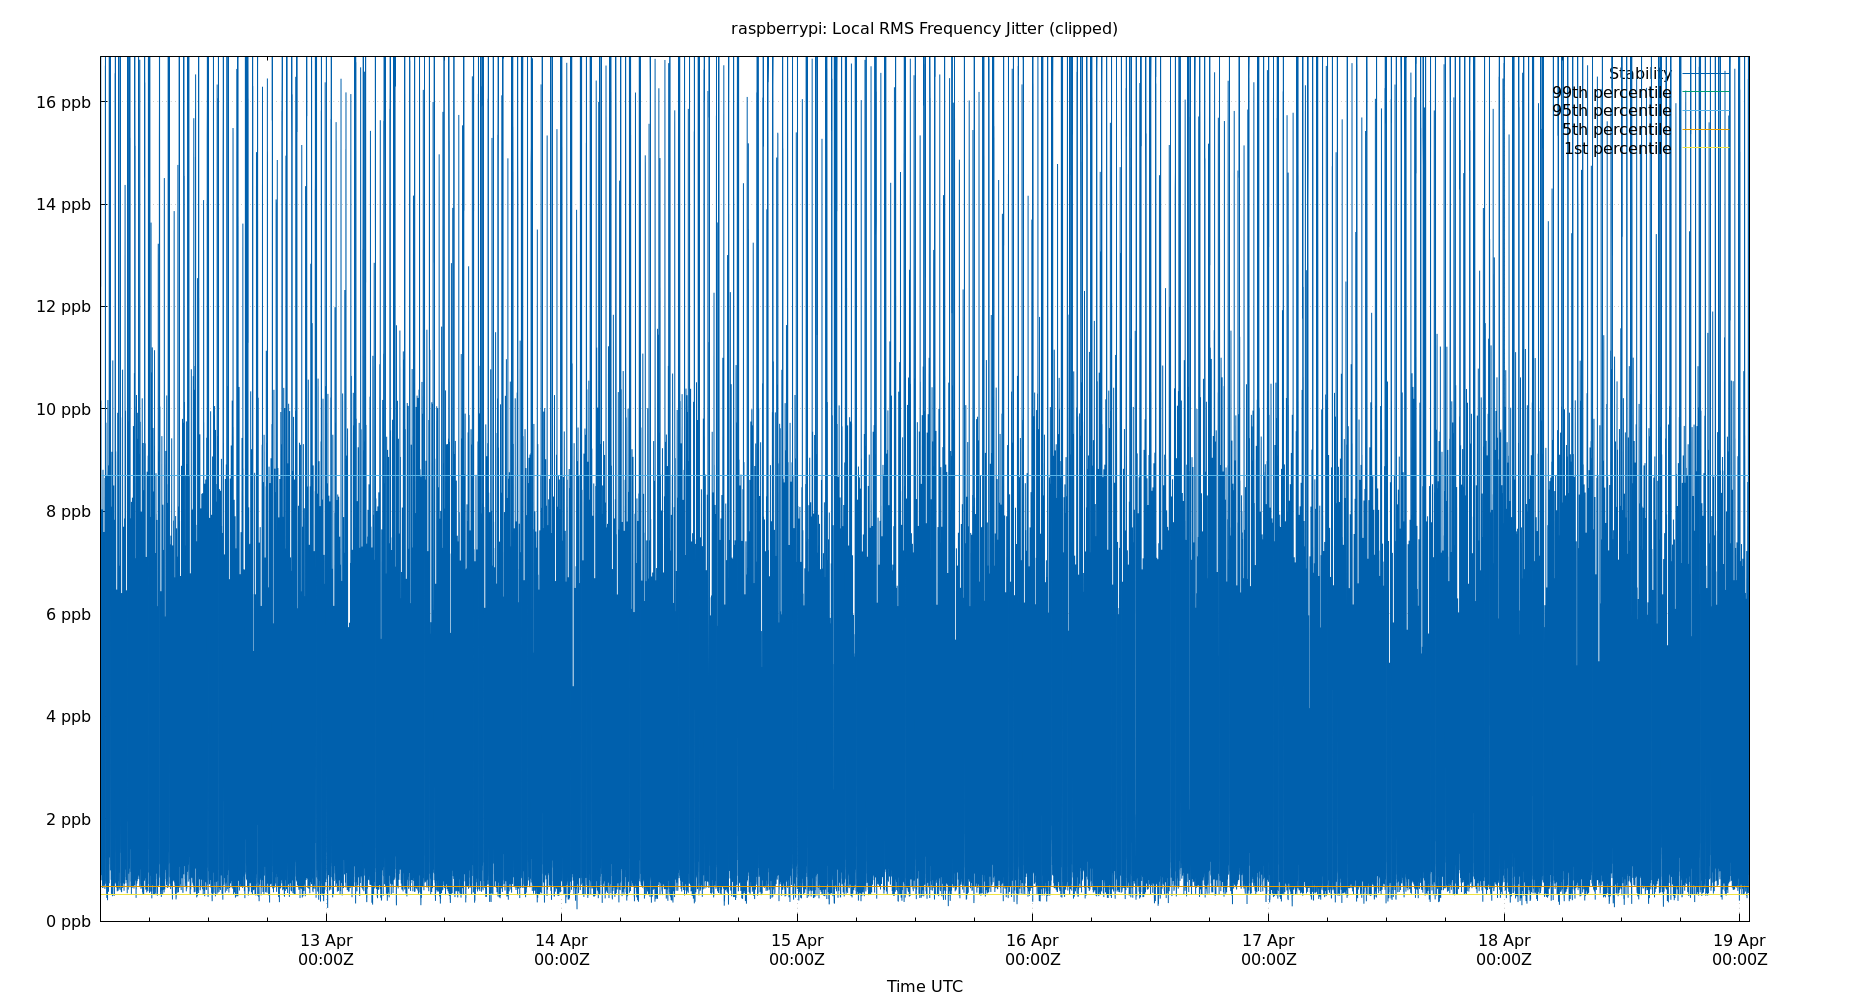 raspberrypi: Local RMS Frequency Jitter (clipped)
Stability
99th percentile
95th percentile
5th percentile
1st percentile
16 ppb
14 ppb
12 ppb
10 ppb
8 ppb
6 ppb
4 ppb
2 ppb
0 ppb
13 Apr 14 Apr 15 Apr 16 Apr 17 Apr 18 Apr 19 Apr
00:00Z 00:00Z 00:00Z 00:00Z 00:00Z 00:00Z 00:00Z
Time UTC